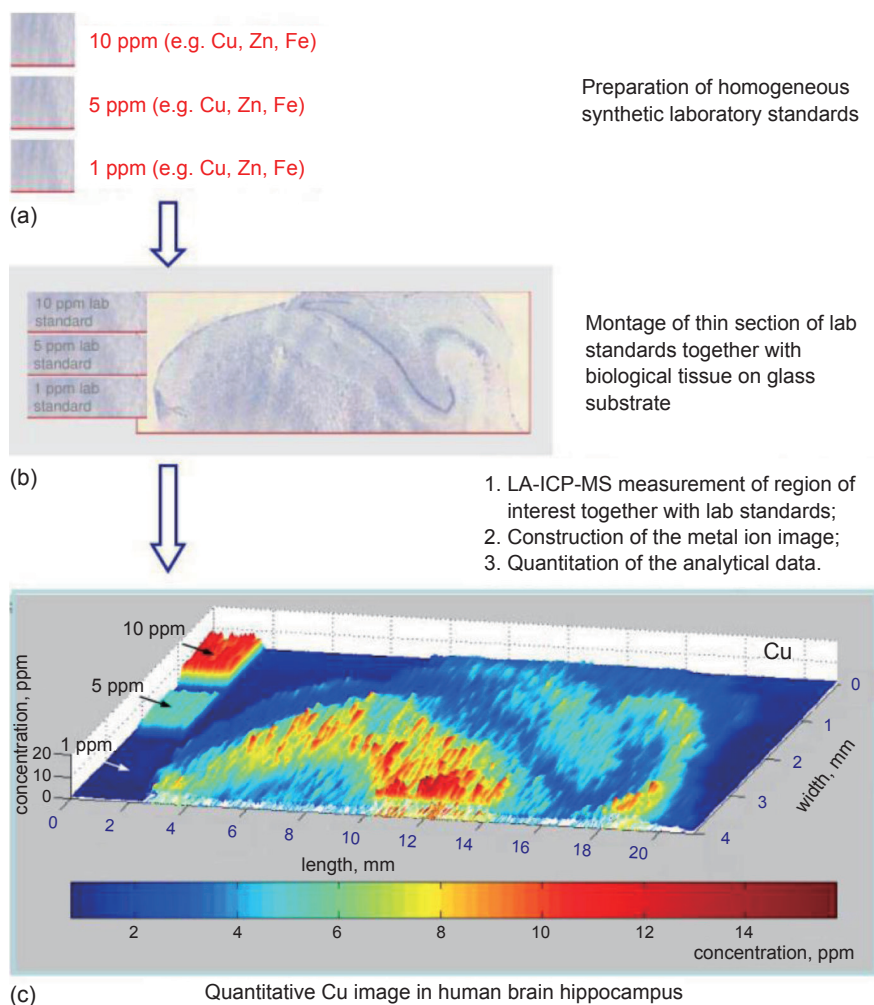 10 ppm (e.g. Cu, Zn, Fe)
5 ppm (e.g. Cu, Zn, Fe)
1 ppm (e.g. Cu, Zn, Fe)
Preparation of homogeneous
synthetic laboratory standards
(a)
10 ppm lab
standard
5 ppm lab
standard
1 ppm lab
standard
Montage of thin section of lab
standards together with
biological tissue on glass
substrate
(b)
1. LA-ICP-MS measurement of region of
interest together with lab standards;
2. Construction of the metal ion image;
3. Quantitation of the analytical data.
10 ppm
5 ppm
1 ppm
Cu
concentration, ppm
20
10
0
0 2 4 6 8 10 12 14 16 18 20
length, mm
0
1
2
3
4
width, mm
2 4 6 8 10 12 14
concentration, ppm
(c)
Quantitative Cu image in human brain hippocampus